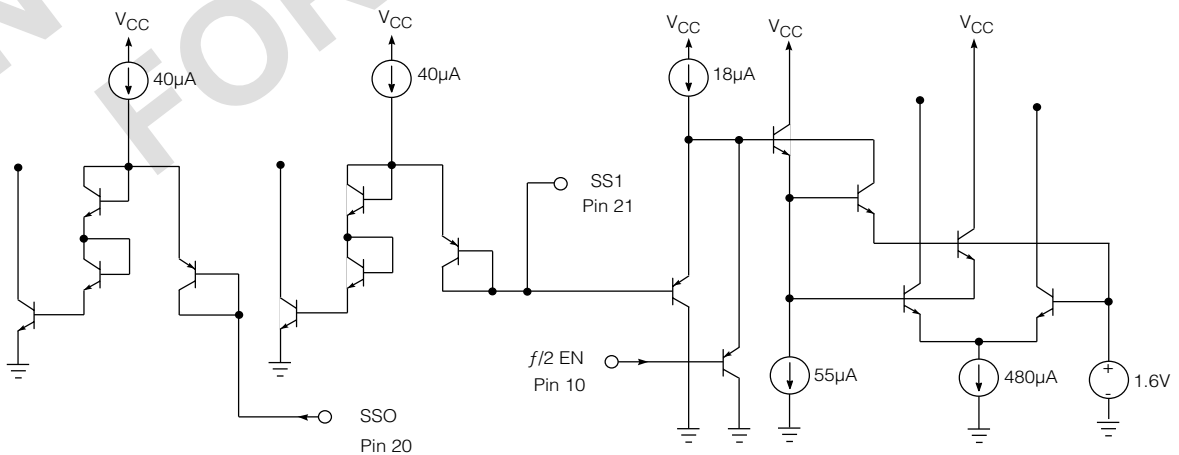 FOR
N
VCC
VCC
VCC
VCC
VCC
40µA
40µA
18µA
SS1
Pin 21
ƒ/2 EN
Pin 10
55µA
480µA
1.6V
+
-
SSO
Pin 20